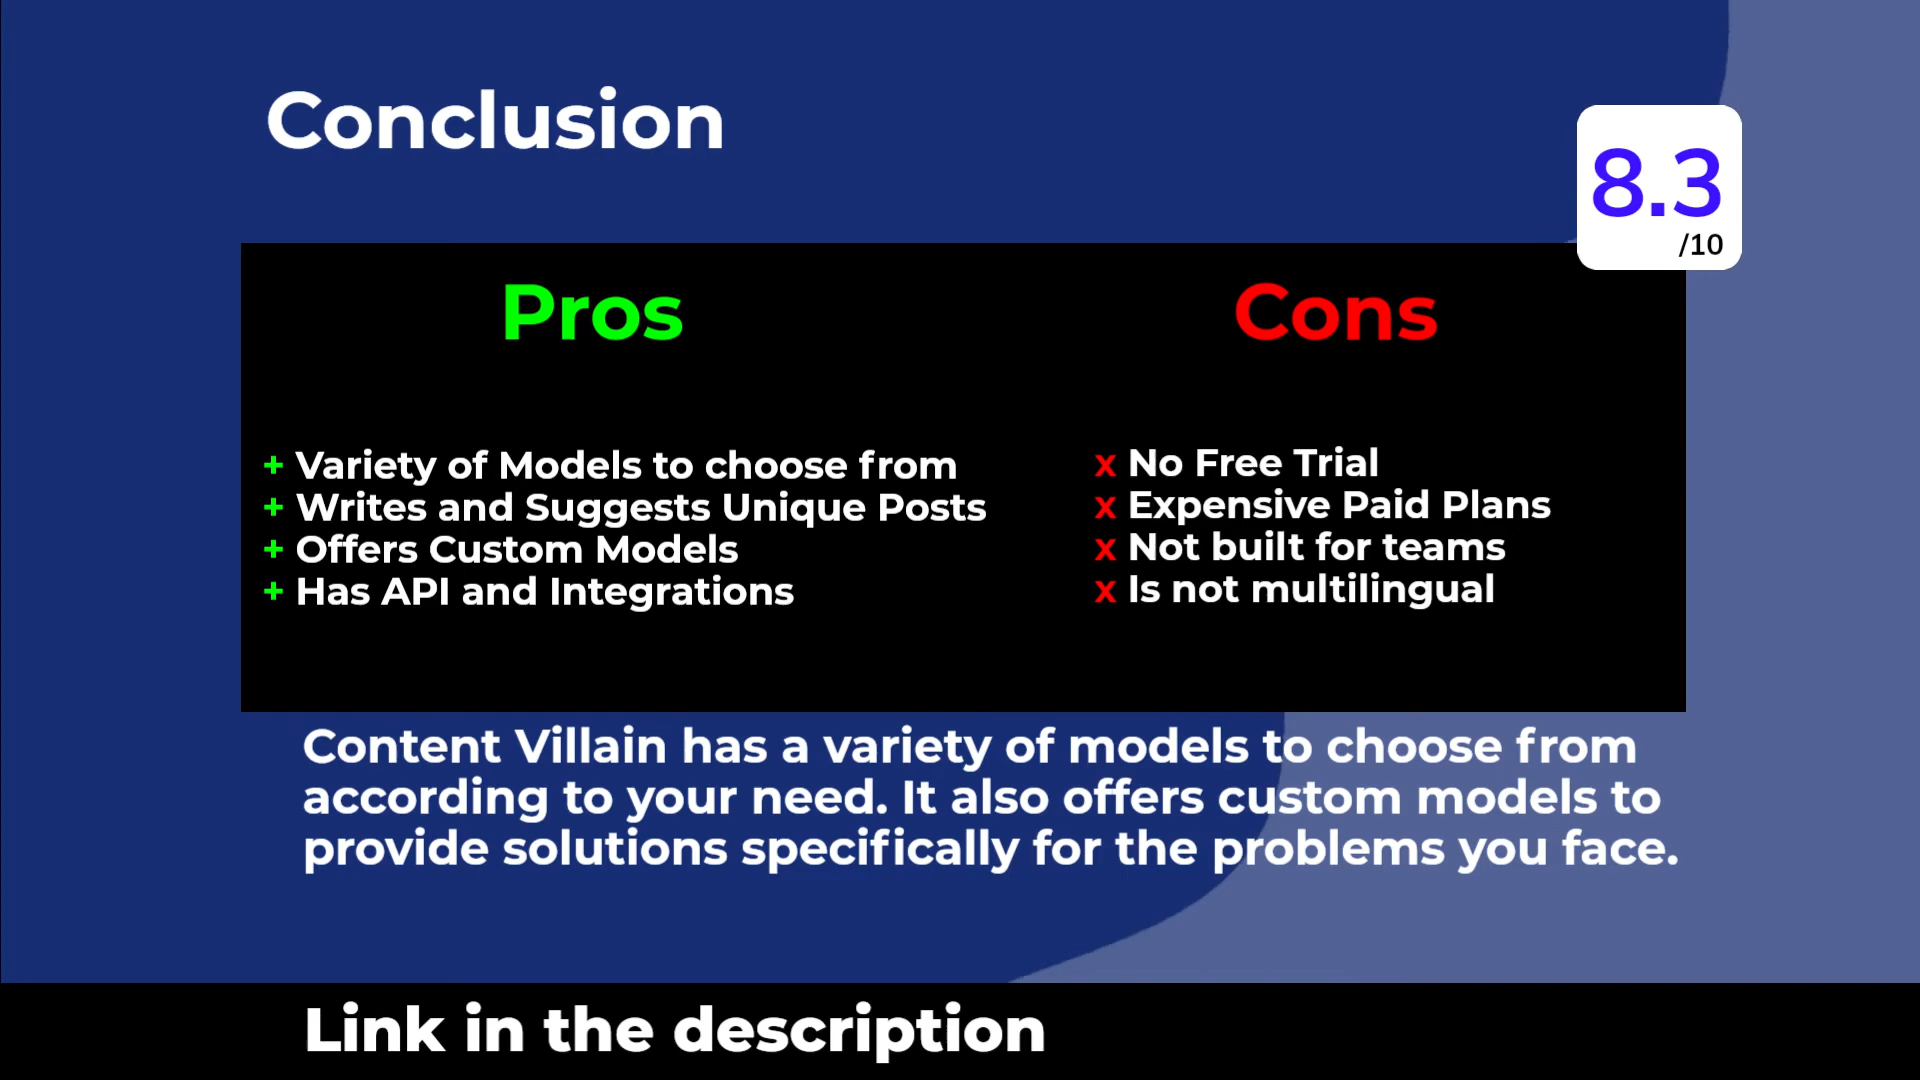 Conclusion
8.3
/10
Pros
+ Variety of Models to choose from
+ Writes and Suggests Unique Posts
+ Offers Custom Models
+ Has API and Integrations
Cons
x No Free Trial
x Expensive Paid Plans
x Not built for teams
x Is not multilingual
Content Villain has a variety of models to choose from
according to your need. It also offers custom models to
provide solutions specifically for the problems you face.
Link in the description